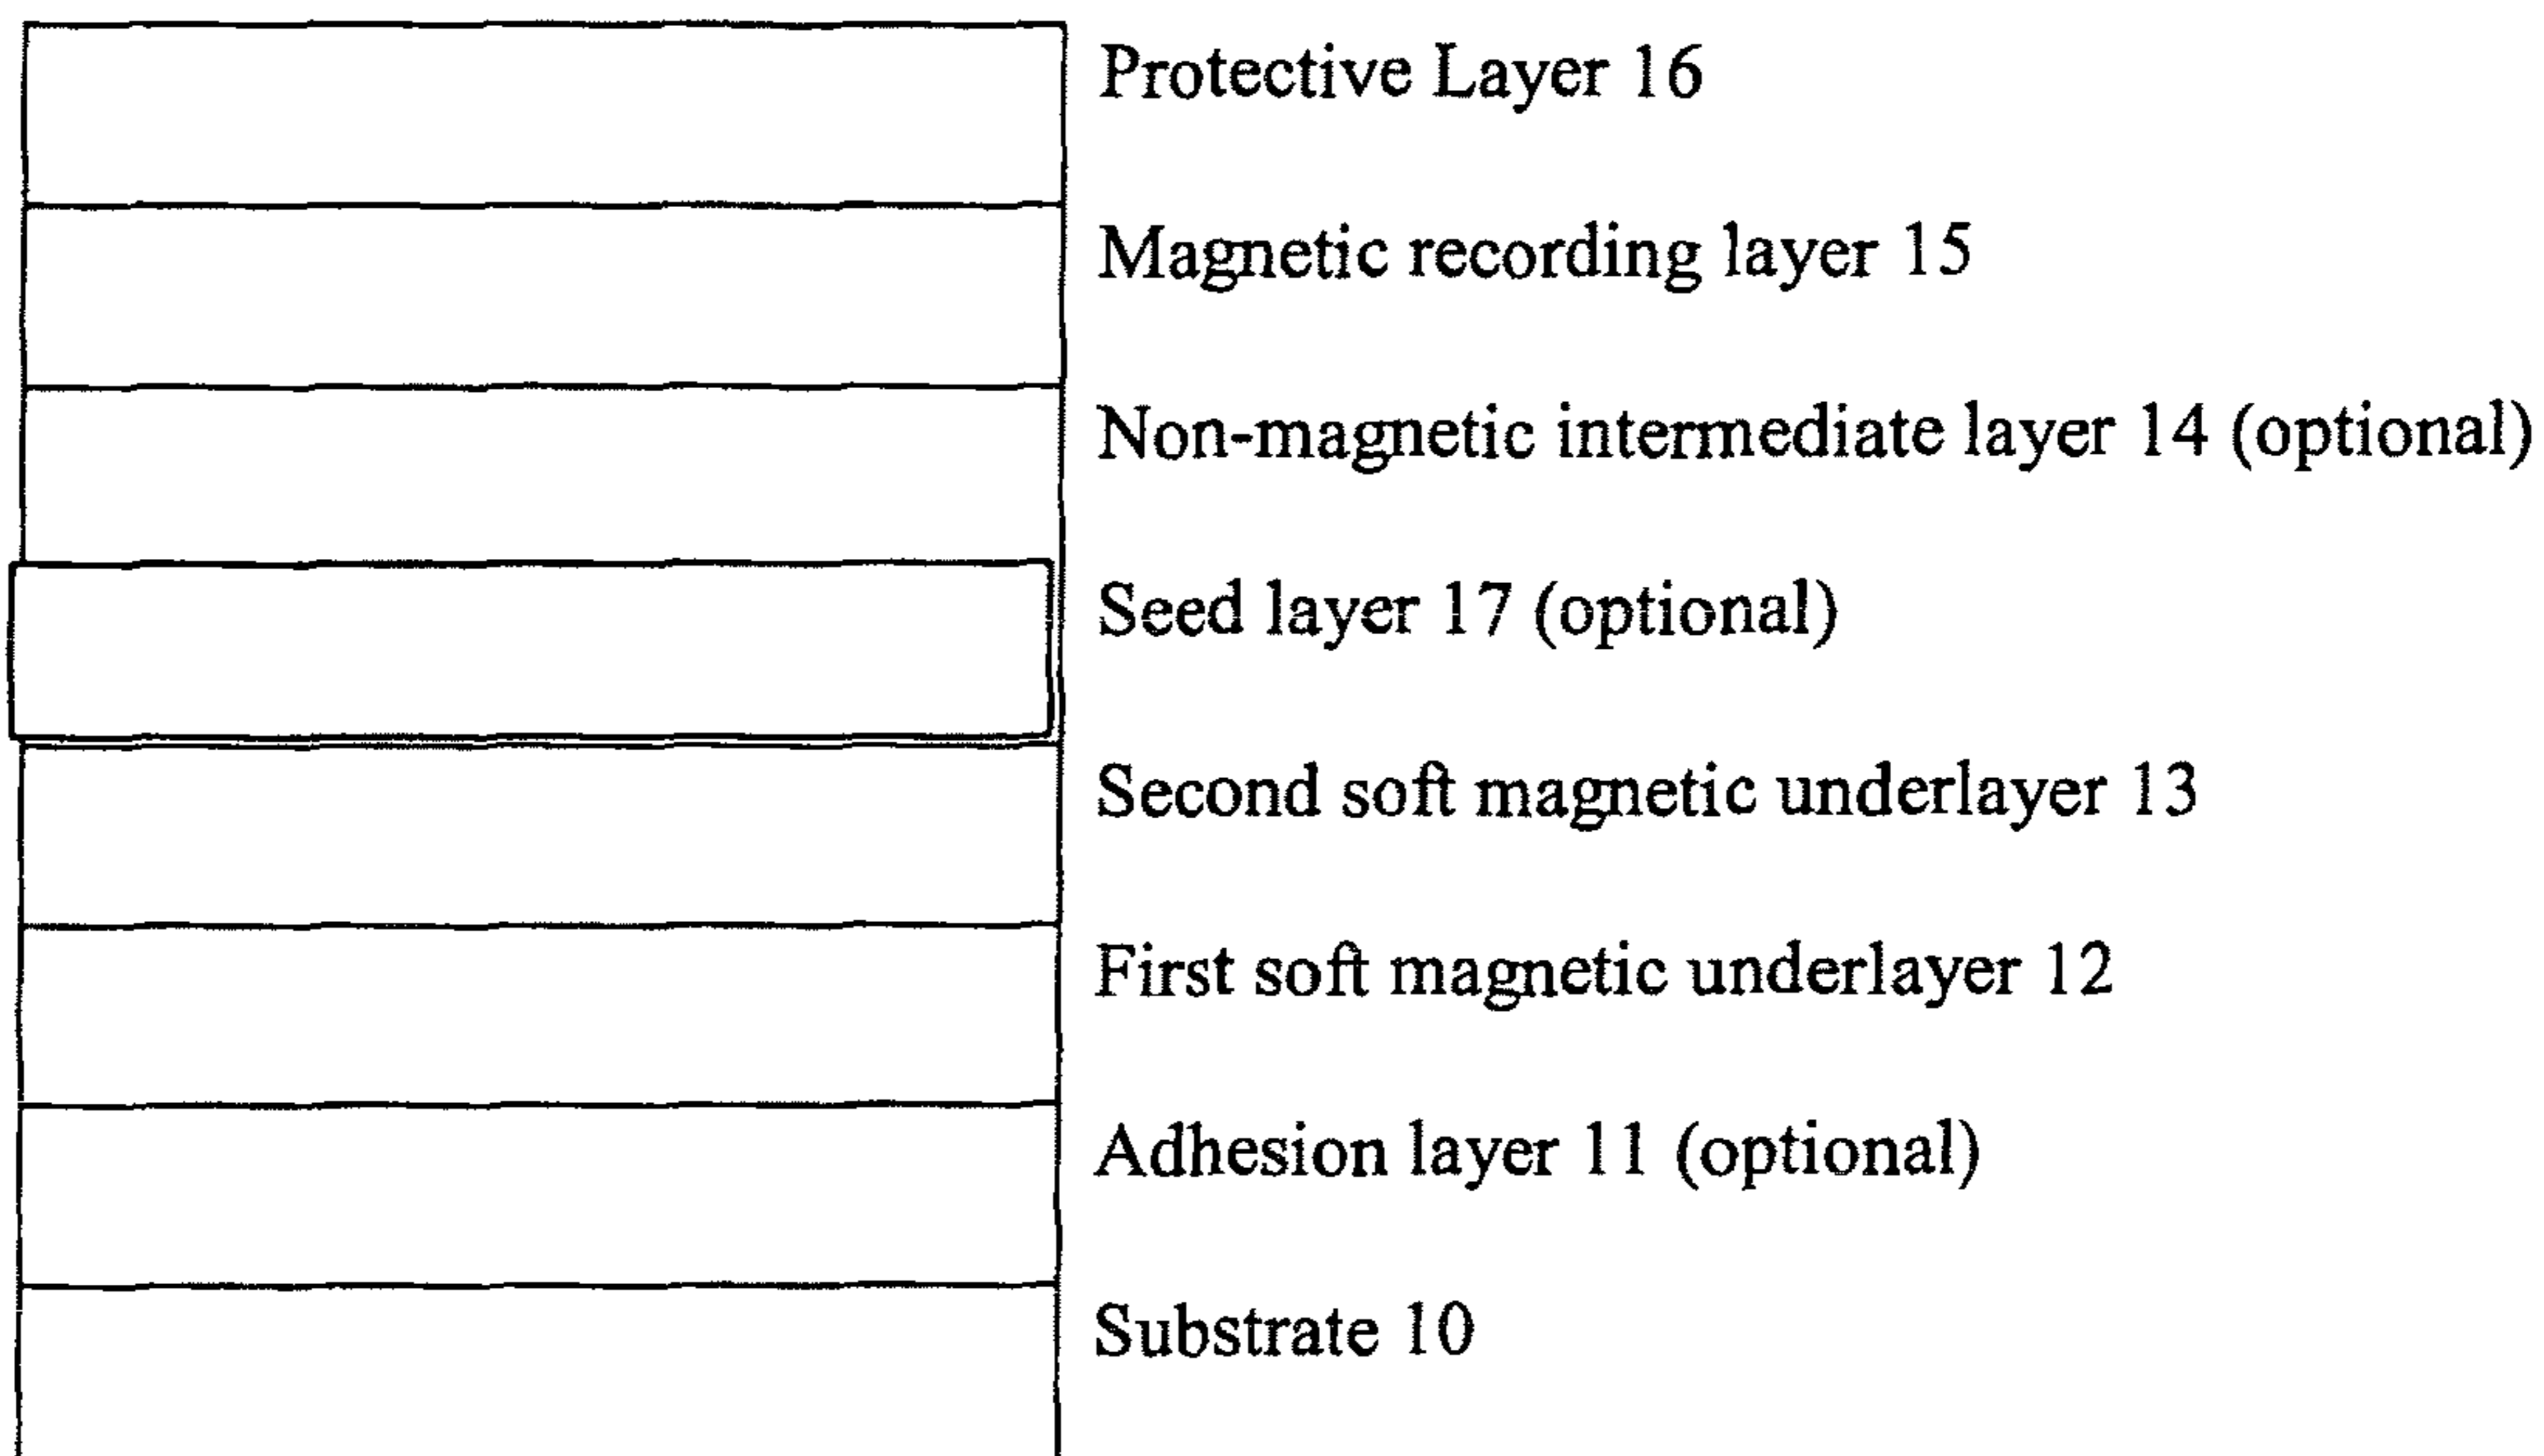 Protective Layer 16
Magnetic recording layer 15
Non-magnetic intermediate layer 14 (optional)
Seed layer 17 (optional)
Second soft magnetic underlayer 13
First soft magnetic underlayer 12
Adhesion layer 11 (optional)
Substrate 10